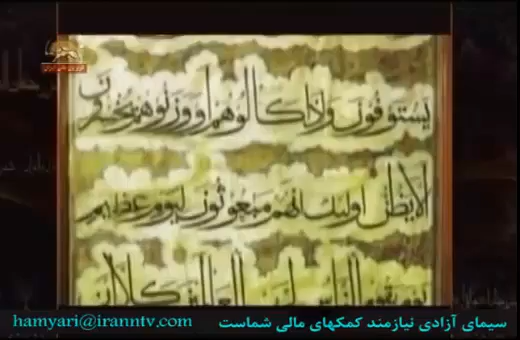 يستوفون واذا كالوهم او وزنوهم يخسرون
الا يظن اولئك انهم مبعوثون ليوم عظيم
يوم يقوم الناس لرب العالمين كلا ان
hamyari@iranntv.com سیمای آزادی نیازمند کمکهای مالی شماست